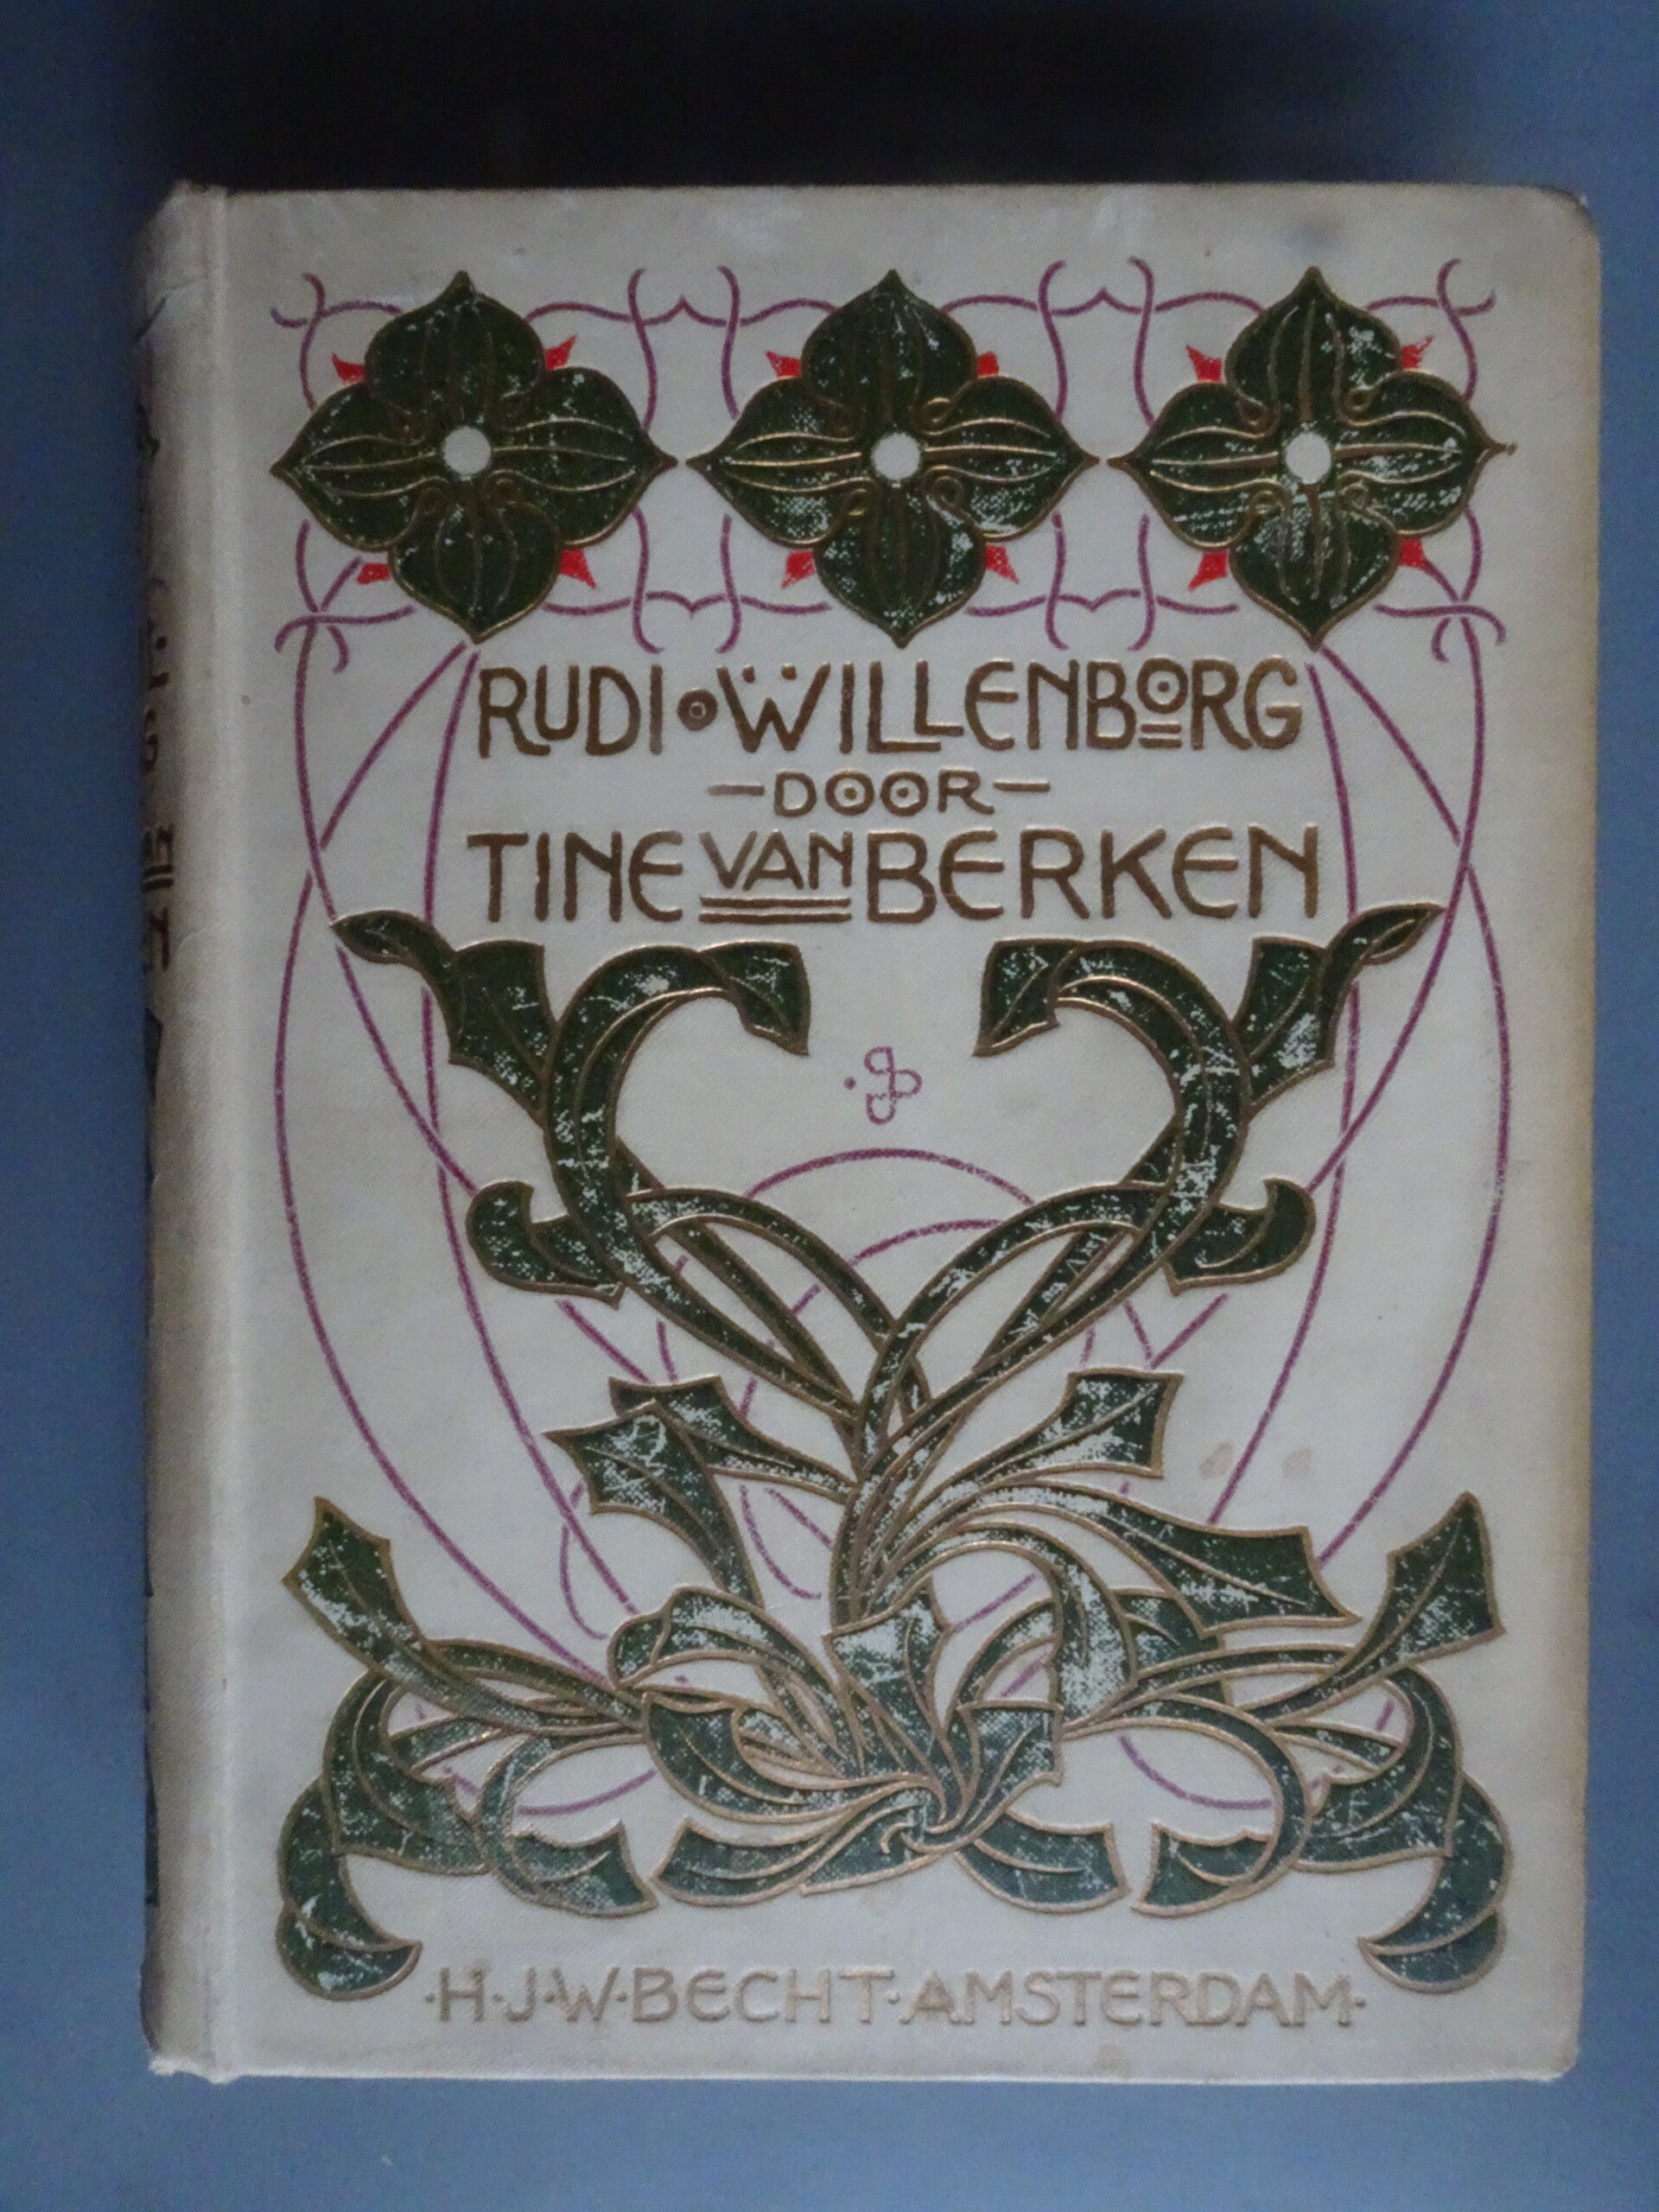 RUDI • WILLENBORG
— DOOR —
TINE VAN BERKEN
·H·J·W·BECHT·AMSTERDAM·